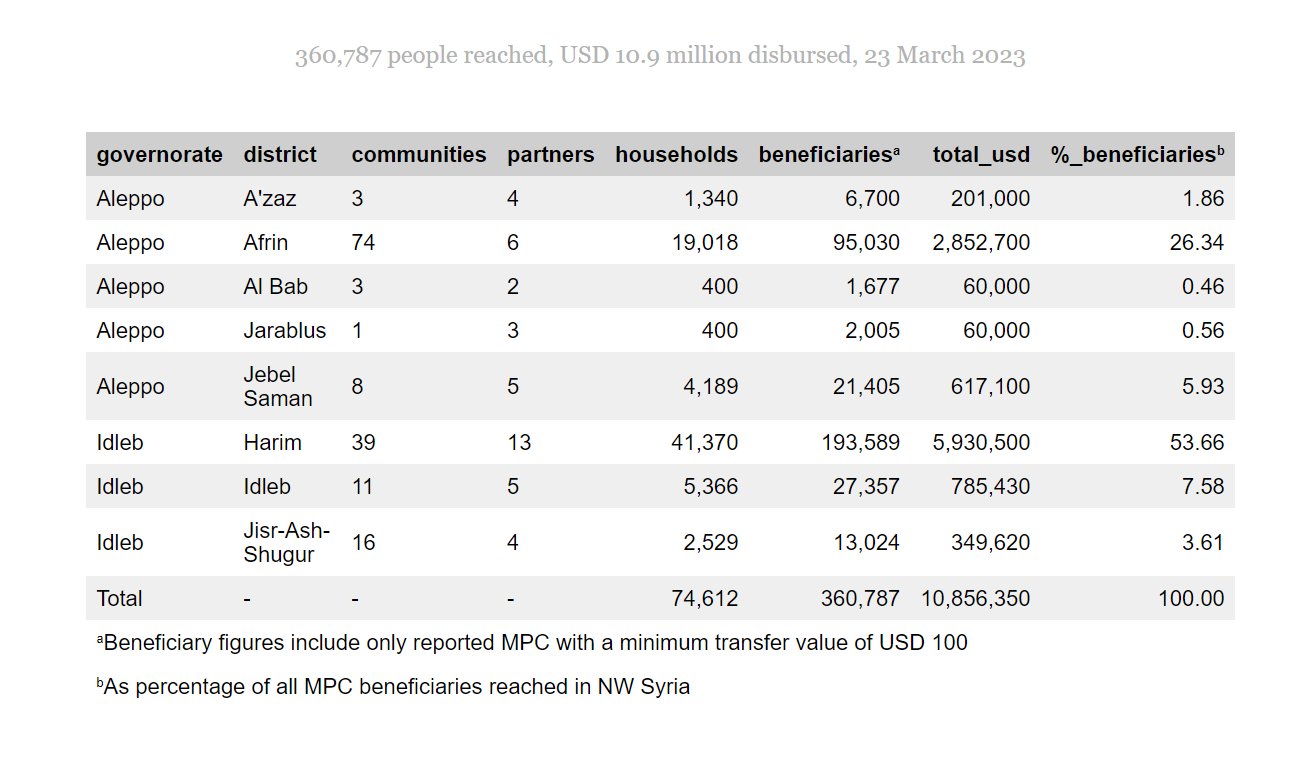 360,787 people reached, USD 10.9 million disbursed, 23 March 2023
governorate district communities partners households beneficiariesᵃ total_usd %_beneficiariesᵇ
Aleppo A'zaz 3 4 1,340 6,700 201,000 1.86
Aleppo Afrin 74 6 19,018 95,030 2,852,700 26.34
Aleppo Al Bab 3 2 400 1,677 60,000 0.46
Aleppo Jarablus 1 3 400 2,005 60,000 0.56
Aleppo Jebel Saman 8 5 4,189 21,405 617,100 5.93
Idleb Harim 39 13 41,370 193,589 5,930,500 53.66
Idleb Idleb 11 5 5,366 27,357 785,430 7.58
Idleb Jisr-Ash-Shugur 16 4 2,529 13,024 349,620 3.61
Total - - - 74,612 360,787 10,856,350 100.00
ᵃBeneficiary figures include only reported MPC with a minimum transfer value of USD 100
ᵇAs percentage of all MPC beneficiaries reached in NW Syria